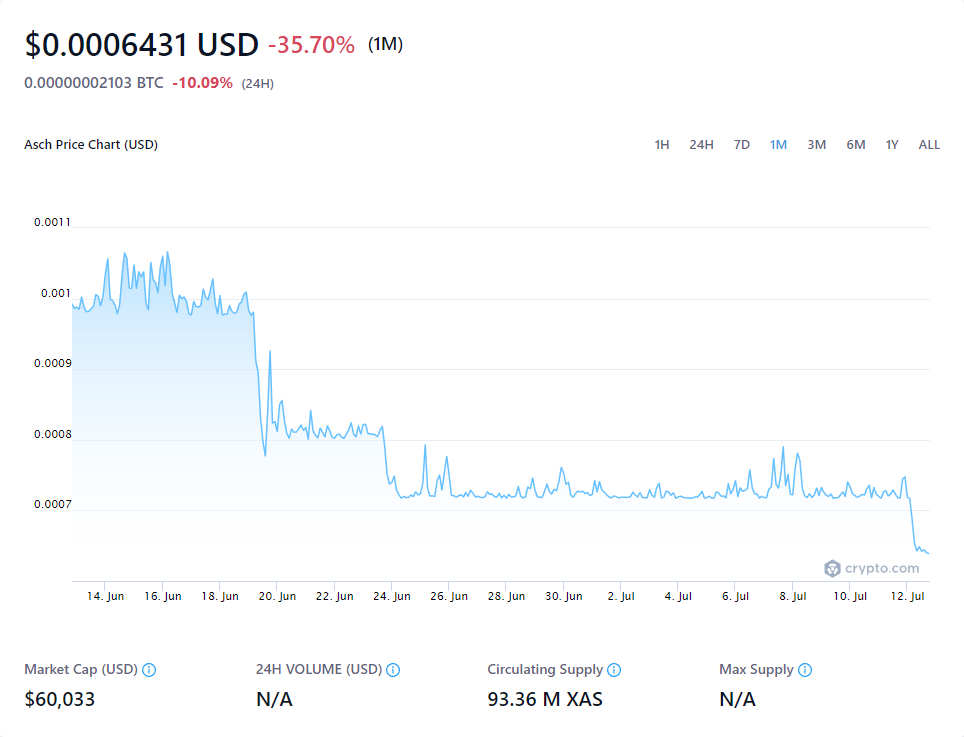 $0.0006431 USD -35.70% (1M)
0.00000002103 BTC -10.09% (24H)
Asch Price Chart (USD) 1H 24H 7D 1M 3M 6M 1Y ALL
0.0011
0.001
0.0009
0.0008
0.0007
crypto.com
14. Jun 16. Jun 18. Jun 20. Jun 22. Jun 24. Jun 26. Jun 28. Jun 30. Jun 2. Jul 4. Jul 6. Jul 8. Jul 10. Jul 12. Jul
Market Cap (USD) 24H VOLUME (USD) Circulating Supply Max Supply
$60,033 N/A 93.36 M XAS N/A